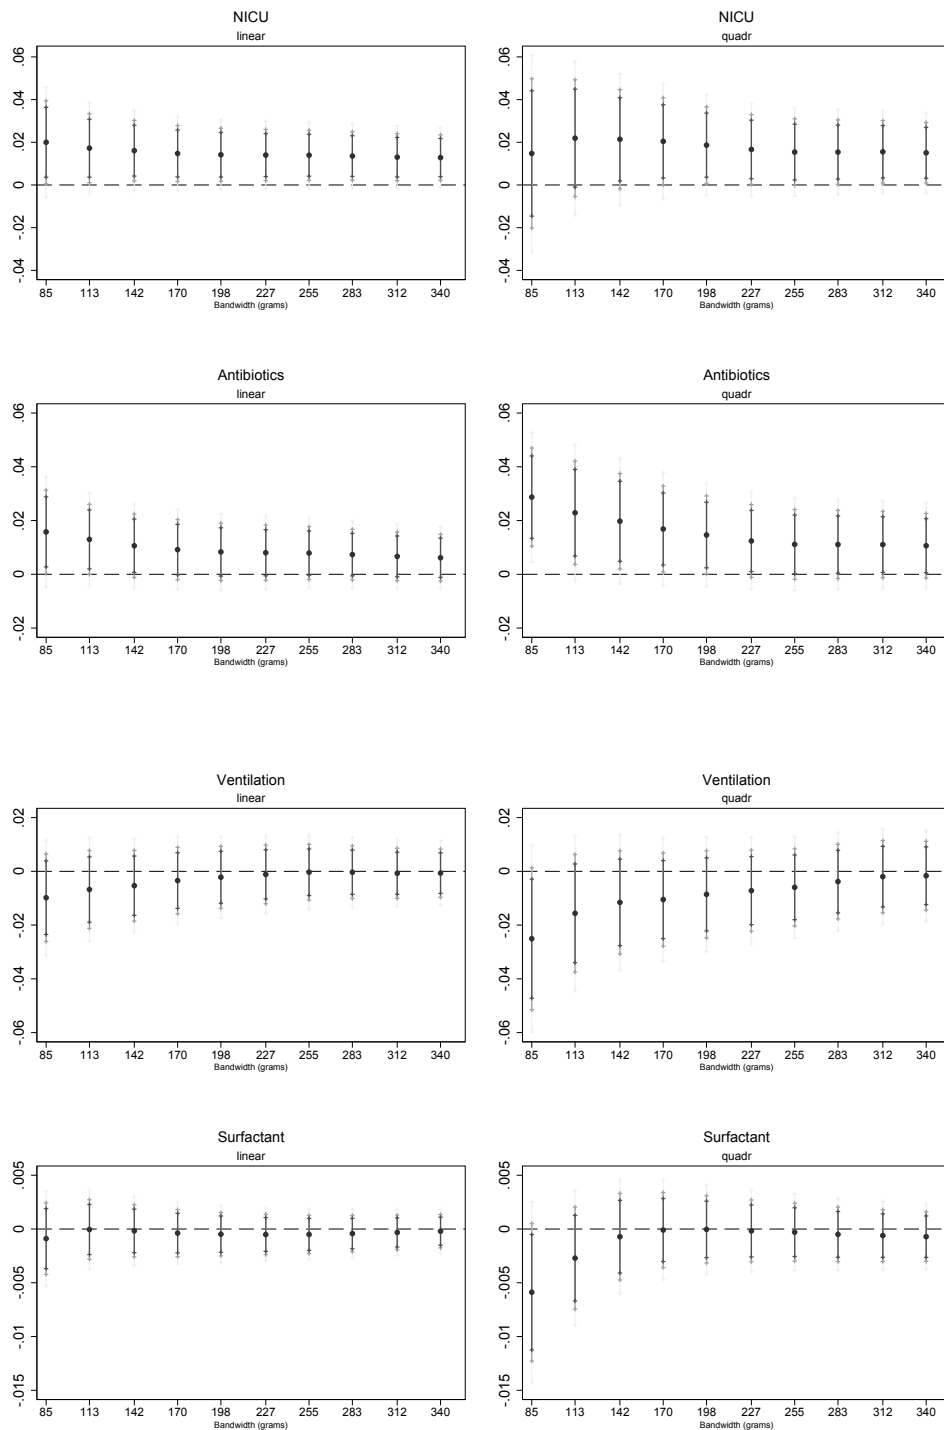 NICU
linear
.06
.04
.02
0
-.02
-.04
85 113 142 170 198 227 255 283 312 340
Bandwidth (grams)
NICU
quadr
.06
.04
.02
0
-.02
-.04
85 113 142 170 198 227 255 283 312 340
Bandwidth (grams)
Antibiotics
linear
.06
.04
.02
0
-.02
85 113 142 170 198 227 255 283 312 340
Bandwidth (grams)
Antibiotics
quadr
.06
.04
.02
0
-.02
85 113 142 170 198 227 255 283 312 340
Bandwidth (grams)
Ventilation
linear
.02
0
-.02
-.04
-.06
85 113 142 170 198 227 255 283 312 340
Bandwidth (grams)
Ventilation
quadr
.02
0
-.02
-.04
-.06
85 113 142 170 198 227 255 283 312 340
Bandwidth (grams)
Surfactant
linear
.005
0
-.005
-.01
-.015
85 113 142 170 198 227 255 283 312 340
Bandwidth (grams)
Surfactant
quadr
.005
0
-.005
-.01
-.015
85 113 142 170 198 227 255 283 312 340
Bandwidth (grams)